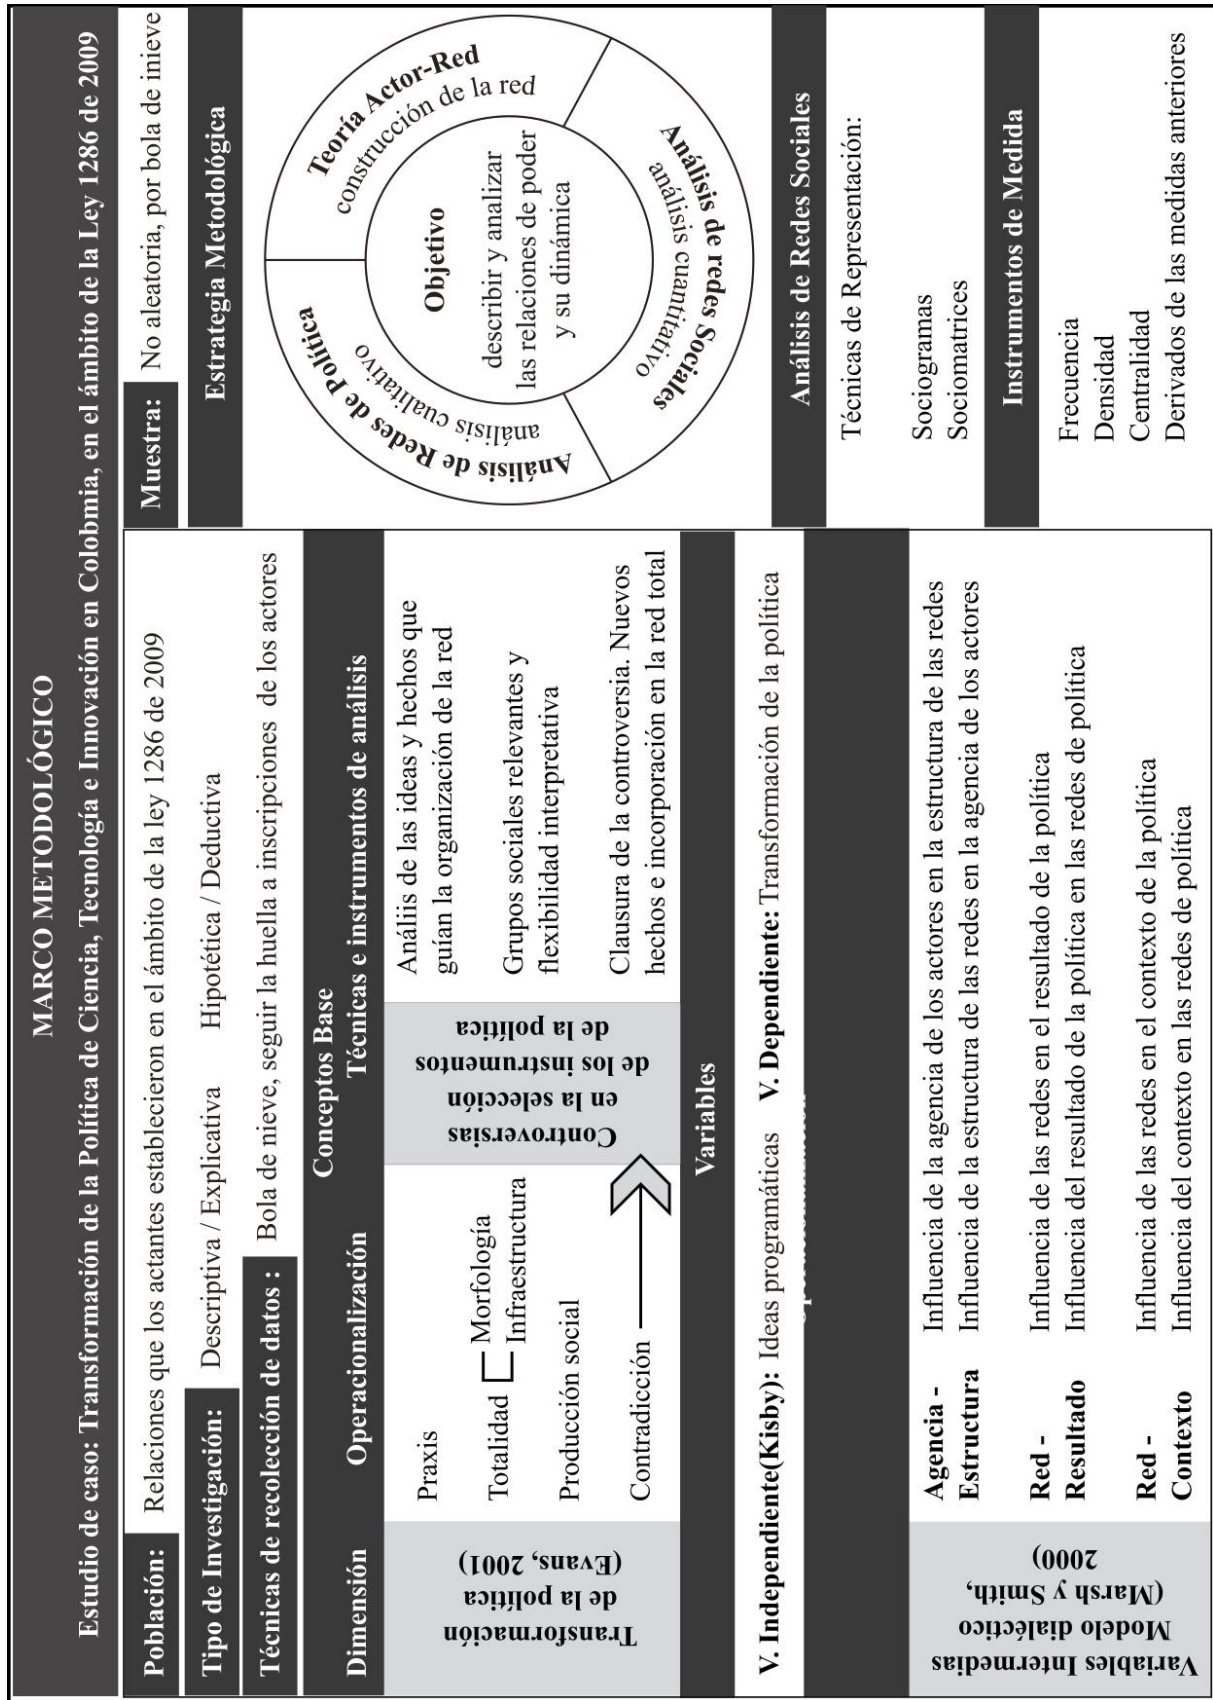 MARCO METODOLÓGICO
Estudio de caso: Transformación de la Política de Ciencia, Tecnología e Innovación en Colobmia, en el ámbito de la Ley 1286 de 2009
Población:
Relaciones que los actantes establecieron en el ámbito de la ley 1286 de 2009
Muestra:
No aleatoria, por bola de inieve
Tipo de Investigación:
Descriptiva / Explicativa
Hipotética / Deductiva
Técnicas de recolección de datos :
Bola de nieve, seguir la huella a inscripciones de los actores
Conceptos Base
Dimensión
Operacionalización
Técnicas e instrumentos de análisis
Transformación
de la política
(Evans, 2001)
Praxis
Totalidad
Morfología
Infraestructura
Producción social
Contradicción
Controversias
en la selección
de los instrumentos
de la política
Análiis de las ideas y hechos que
guían la organización de la red
Grupos sociales relevantes y
flexibilidad interpretativa
Clausura de la controversia. Nuevos
hechos e incorporación en la red total
Variables
V. Independiente(Kisby): Ideas programáticas
V. Dependiente: Transformación de la política
Variables Intermedias
Modelo dialéctico
(Marsh y Smith,
2000)
Agencia -
Estructura
Influencia de la agencia de los actores en la estructura de las redes
Influencia de la estructura de las redes en la agencia de los actores
Red -
Resultado
Influencia de las redes en el resultado de la política
Influencia del resultado de la política en las redes de política
Red -
Contexto
Influencia de las redes en el contexto de la política
Influencia del contexto en las redes de política
Estrategia Metodológica
Análisis de Redes de Política
análisis cualitativo
Teoría Actor-Red
construcción de la red
Objetivo
describir y analizar
las relaciones de poder
y su dinámica
Análisis de redes Sociales
análisis cuantitativo
Análisis de Redes Sociales
Técnicas de Representación:
Sociogramas
Sociomatrices
Instrumentos de Medida
Frecuencia
Densidad
Centralidad
Derivados de las medidas anteriores